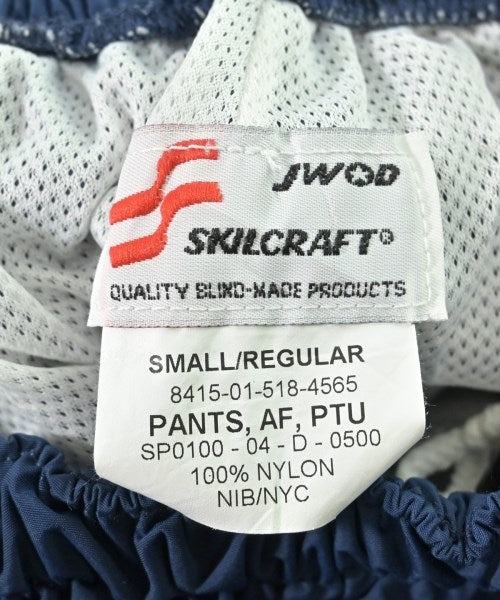 JWOD
SKILCRAFT®
QUALITY BLIND-MADE PRODUCTS
SMALL/REGULAR
8415-01-518-4565
PANTS, AF, PTU
SP0100 - 04 - D - 0500
100% NYLON
NIB/NYC